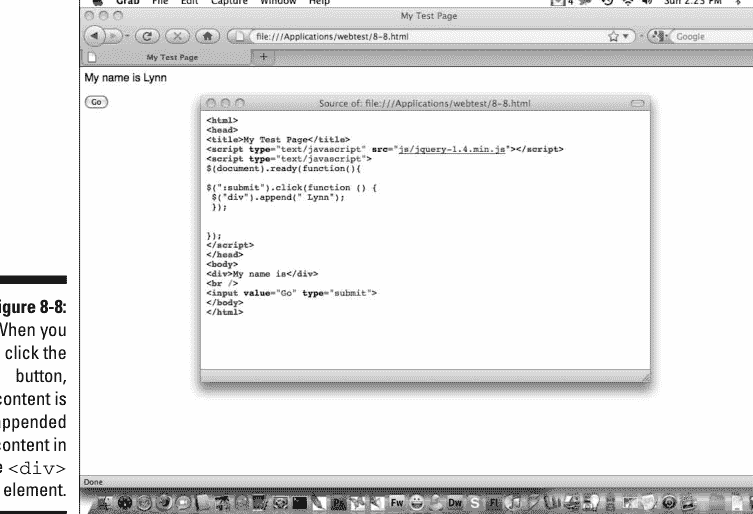 Grab File Edit Capture Window Help
4
Sun 2:25 PM
My Test Page
file:///Applications/webtest/8-8.html
Google
My Test Page
+
My name is Lynn
Go
Source of: file:///Applications/webtest/8-8.html
<html>
<head>
<title>My Test Page</title>
<script type="text/javascript" src="js/jquery-1.4.min.js"></script>
<script type="text/javascript">
$(document).ready(function(){
$(":submit").click(function () {
$("div").append(" Lynn");
});
});
</script>
</head>
<body>
<div>My name is</div>
<br />
<input value="Go" type="submit">
</body>
</html>
igure 8-8:
When you
click the
button,
content is
appended
content in
<div>
element.
Done
Fw
Dw
S
FL